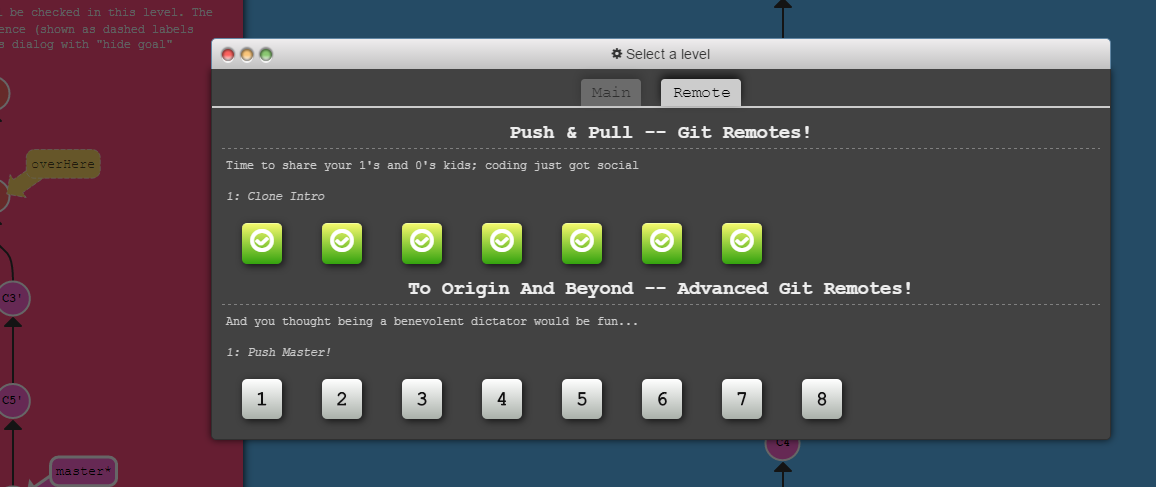 l be checked in this level. The
ence (shown as dashed labels
s dialog with "hide goal"
Select a level
Main
Remote
Push & Pull -- Git Remotes!
Time to share your 1's and 0's kids; coding just got social
1: Clone Intro
To Origin And Beyond -- Advanced Git Remotes!
And you thought being a benevolent dictator would be fun...
1: Push Master!
1 2 3 4 5 6 7 8
overHere
C3'
C5'
master*
C4